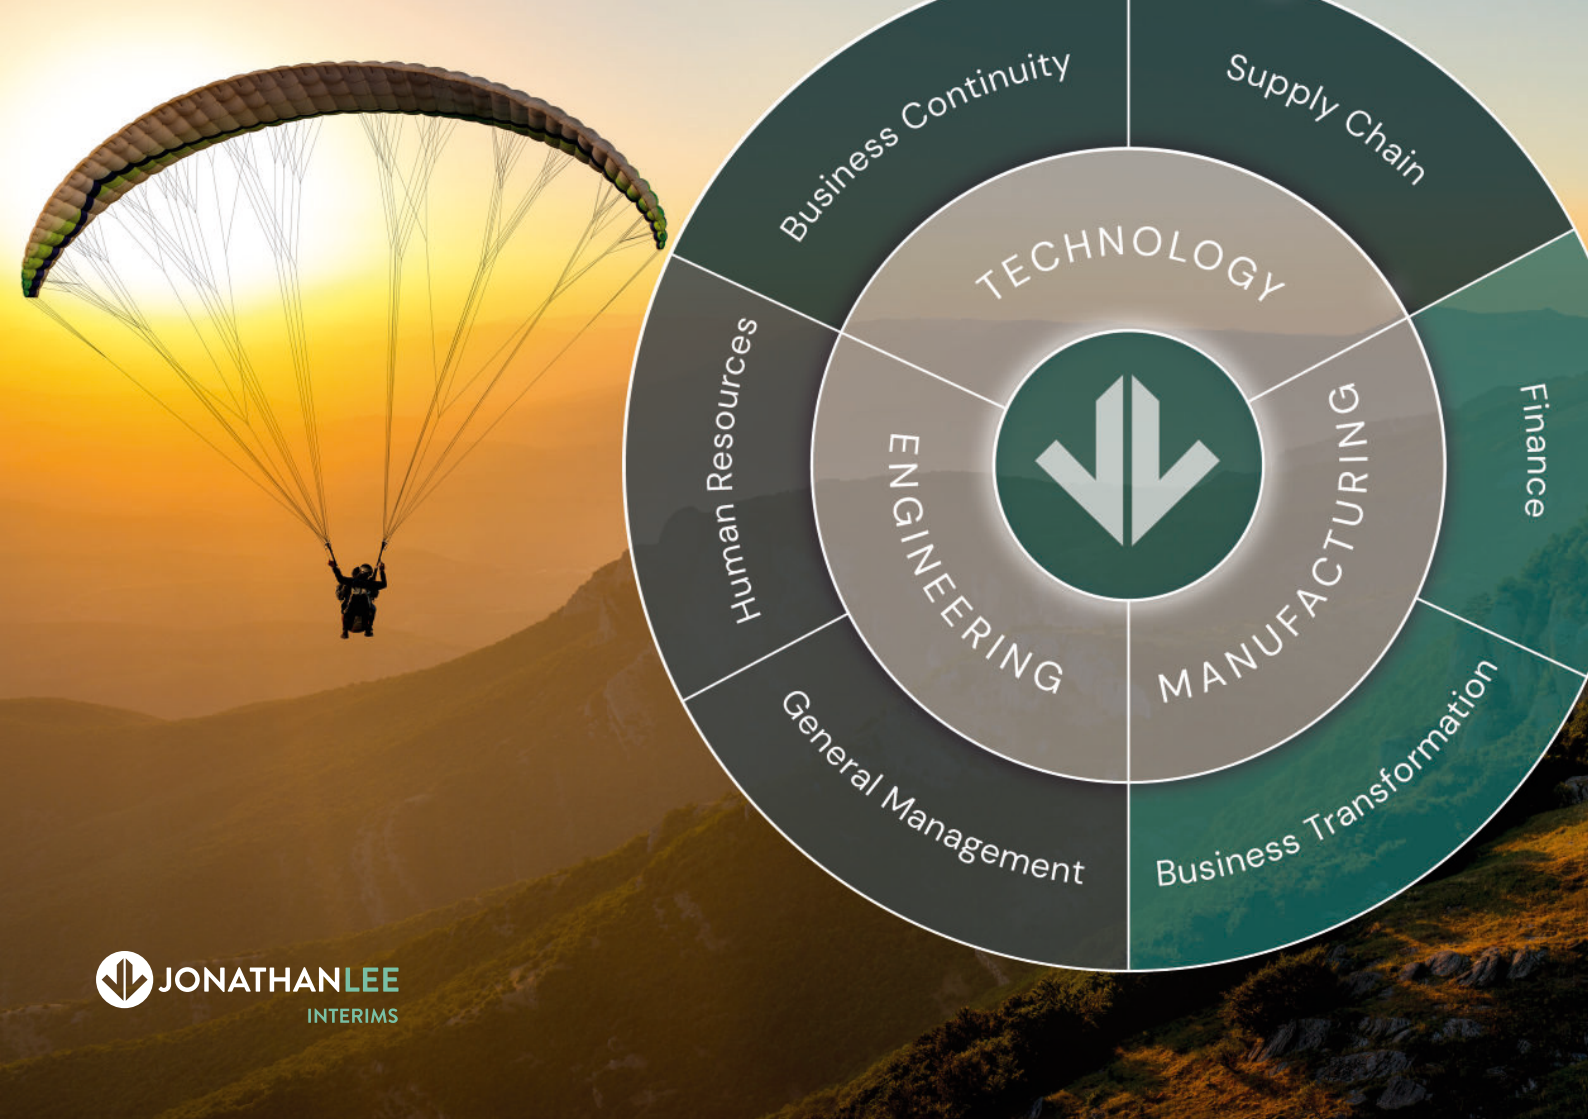 Business Continuity
Supply Chain
TECHNOLOGY
Human Resources
ENGINEERING
MANUFACTURING
Finance
General Management
Business Transformation
JONATHANLEE
INTERIMS